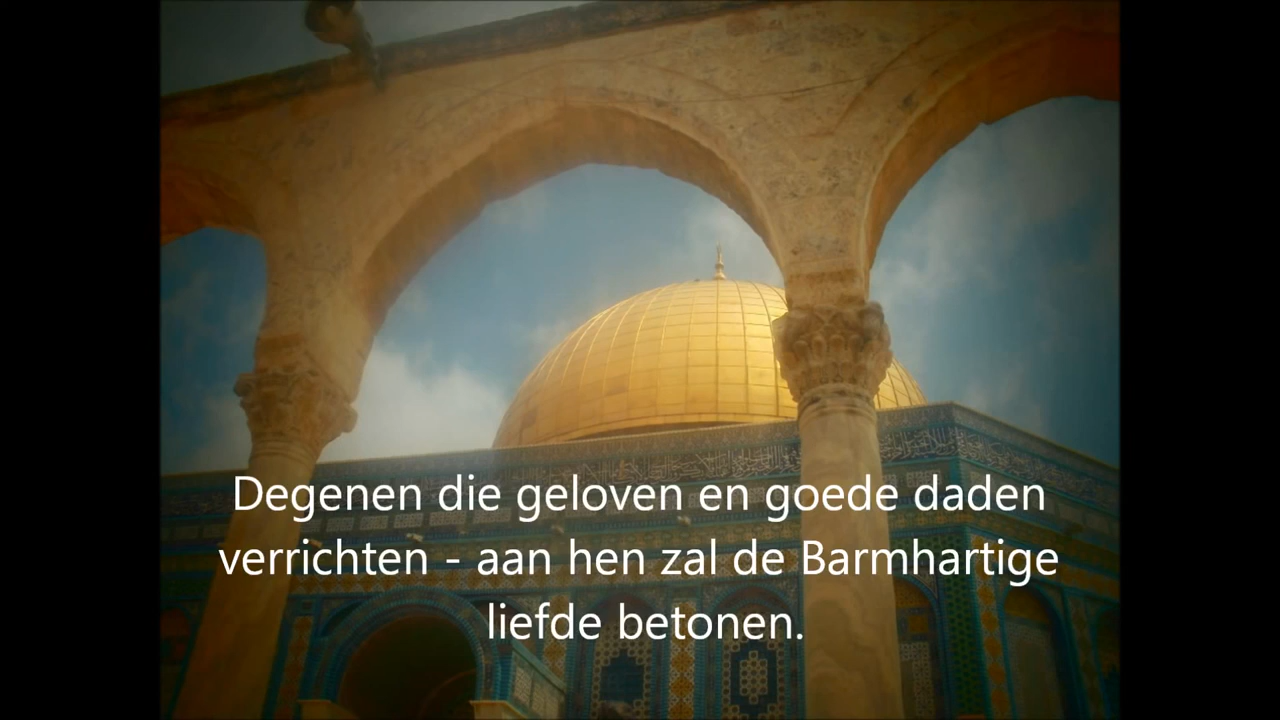 Degenen die geloven en goede daden
verrichten - aan hen zal de Barmhartige
liefde betonen.